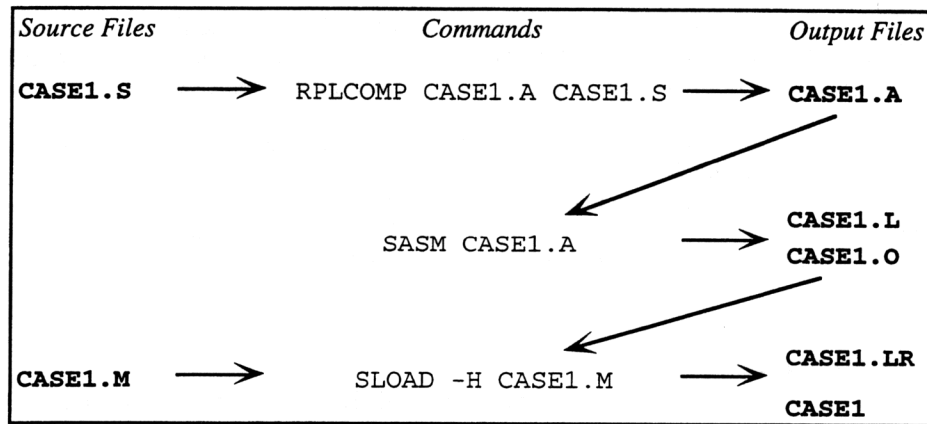 Source Files Commands Output Files
CASE1.S RPLCOMP CASE1.A CASE1.S CASE1.A
CASE1.L
SASM CASE1.A
CASE1.O
CASE1.LR
CASE1.M SLOAD -H CASE1.M
CASE1